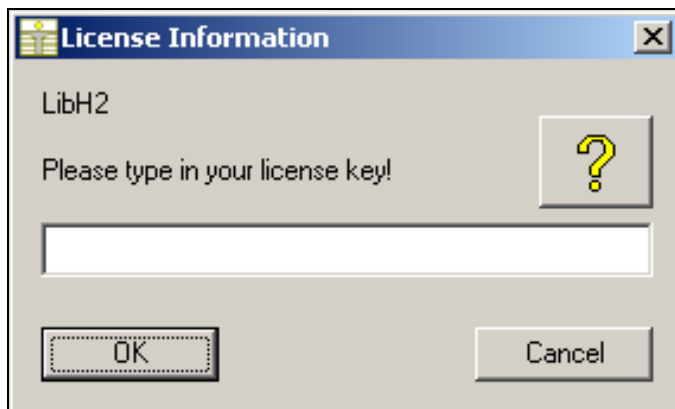 License Information
LibH2
Please type in your license key!
?
OK
Cancel